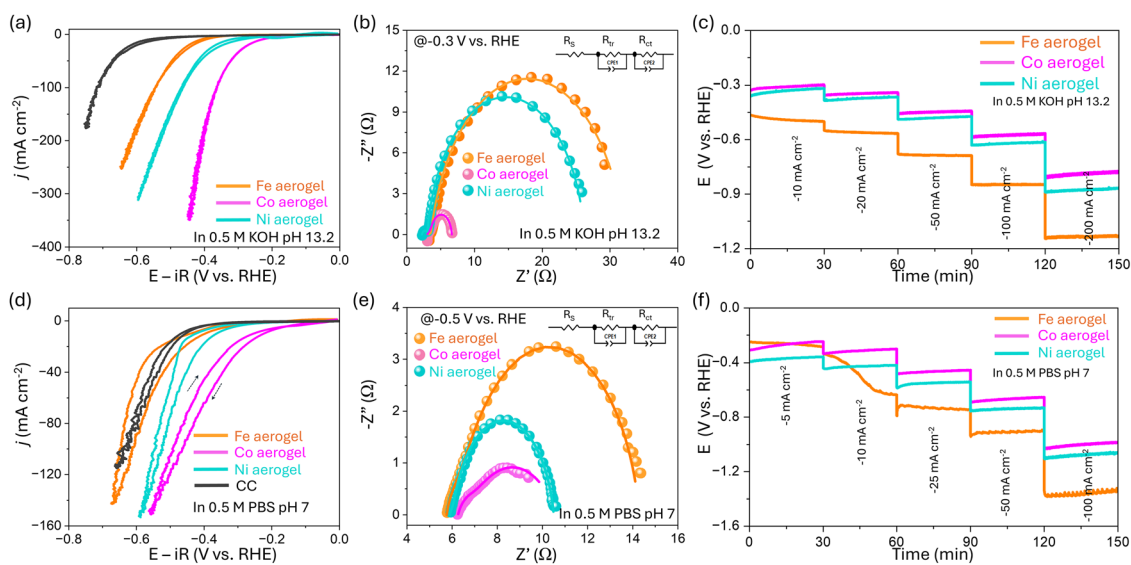 (a)
0
−100
−200
−300
−400
j (mA cm⁻²)
Fe aerogel
Co aerogel
Ni aerogel
In 0.5 M KOH pH 13.2
−0.8 −0.6 −0.4 −0.2 0.0
E – iR (V vs. RHE)
(b)
@-0.3 V vs. RHE
Rs Rtr Rct
CPE1 CPE2
15
12
9
6
3
0
-Z″ (Ω)
Fe aerogel
Co aerogel
Ni aerogel
In 0.5 M KOH pH 13.2
0 5 10 15 20 25 30 35 40
Z' (Ω)
(c)
0.0
−0.3
−0.6
−0.9
−1.2
E (V vs. RHE)
Fe aerogel
Co aerogel
Ni aerogel
In 0.5 M KOH pH 13.2
-10 mA cm⁻²
-20 mA cm⁻²
-50 mA cm⁻²
-100 mA cm⁻²
-200 mA cm⁻²
0 30 60 90 120 150
Time (min)
(d)
0
−40
−80
−120
−160
j (mA cm⁻²)
Fe aerogel
Co aerogel
Ni aerogel
CC
In 0.5 M PBS pH 7
−0.8 −0.6 −0.4 −0.2 0.0
E – iR (V vs. RHE)
(e)
@-0.5 V vs. RHE
Rs Rtr Rct
CPE1 CPE2
4
3
2
1
0
-Z″ (Ω)
Fe aerogel
Co aerogel
Ni aerogel
In 0.5 M PBS pH 7
4 6 8 10 12 14 16
Z' (Ω)
(f)
0.0
−0.4
−0.8
−1.2
−1.6
E (V vs. RHE)
Fe aerogel
Co aerogel
Ni aerogel
In 0.5 M PBS pH 7
-5 mA cm⁻²
-10 mA cm⁻²
-25 mA cm⁻²
-50 mA cm⁻²
-100 mA cm⁻²
0 30 60 90 120 150
Time (min)